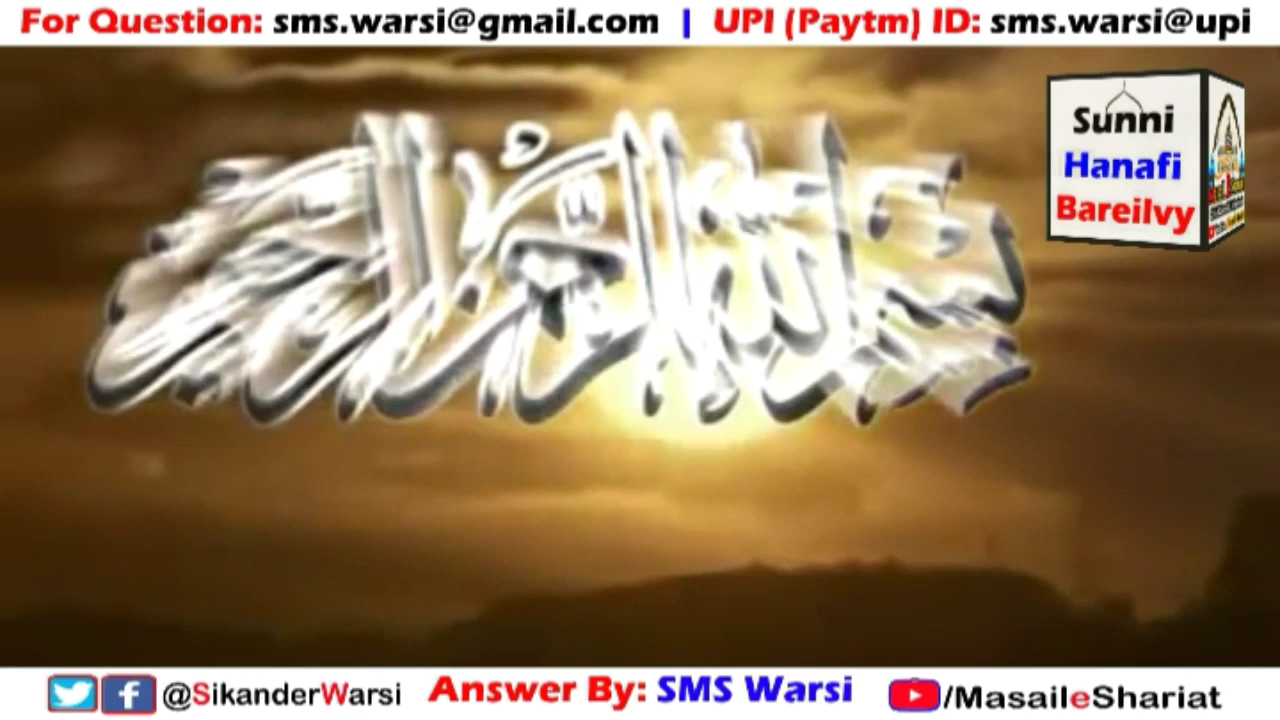 For Question: sms.warsi@gmail.com | UPI (Paytm) ID: sms.warsi@upi
بسم الله الرحمن الرحيم
Sunni
Hanafi
Bareilvy
@SikanderWarsi Answer By: SMS Warsi /MasaileShariat